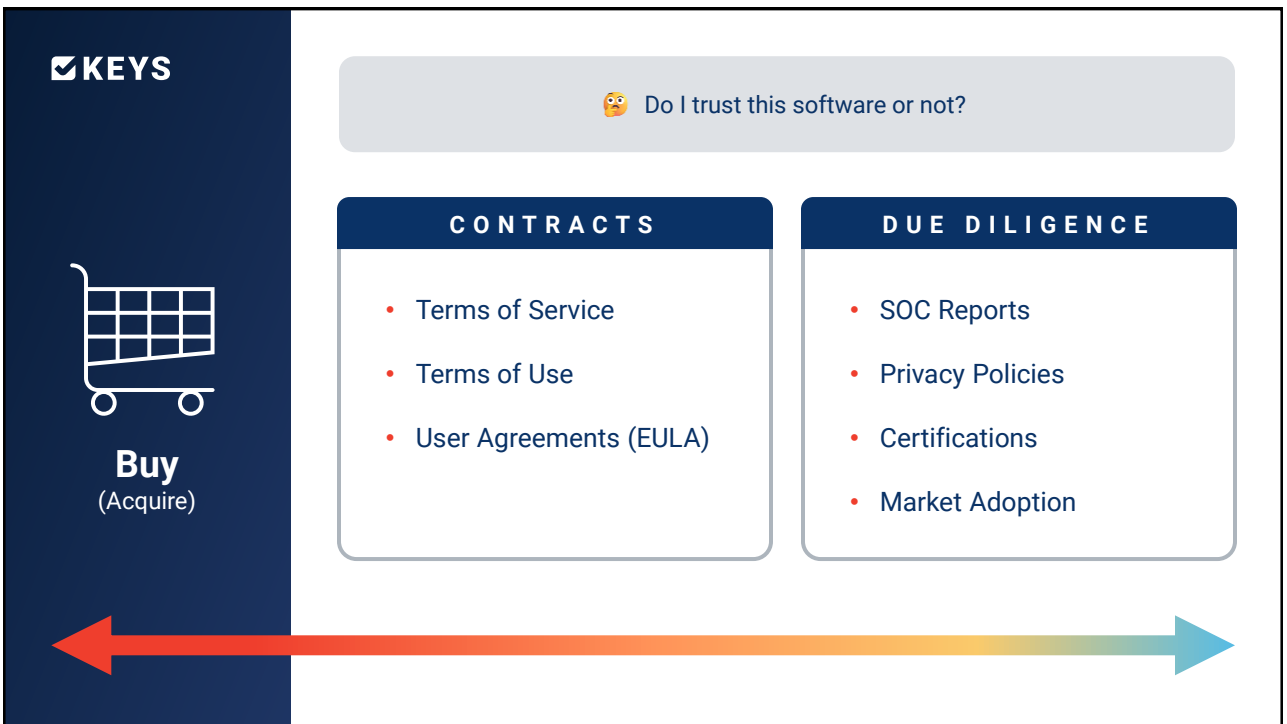 KEYS
🤔 Do I trust this software or not?
Buy
(Acquire)
CONTRACTS
• Terms of Service
• Terms of Use
• User Agreements (EULA)
DUE DILIGENCE
• SOC Reports
• Privacy Policies
• Certifications
• Market Adoption